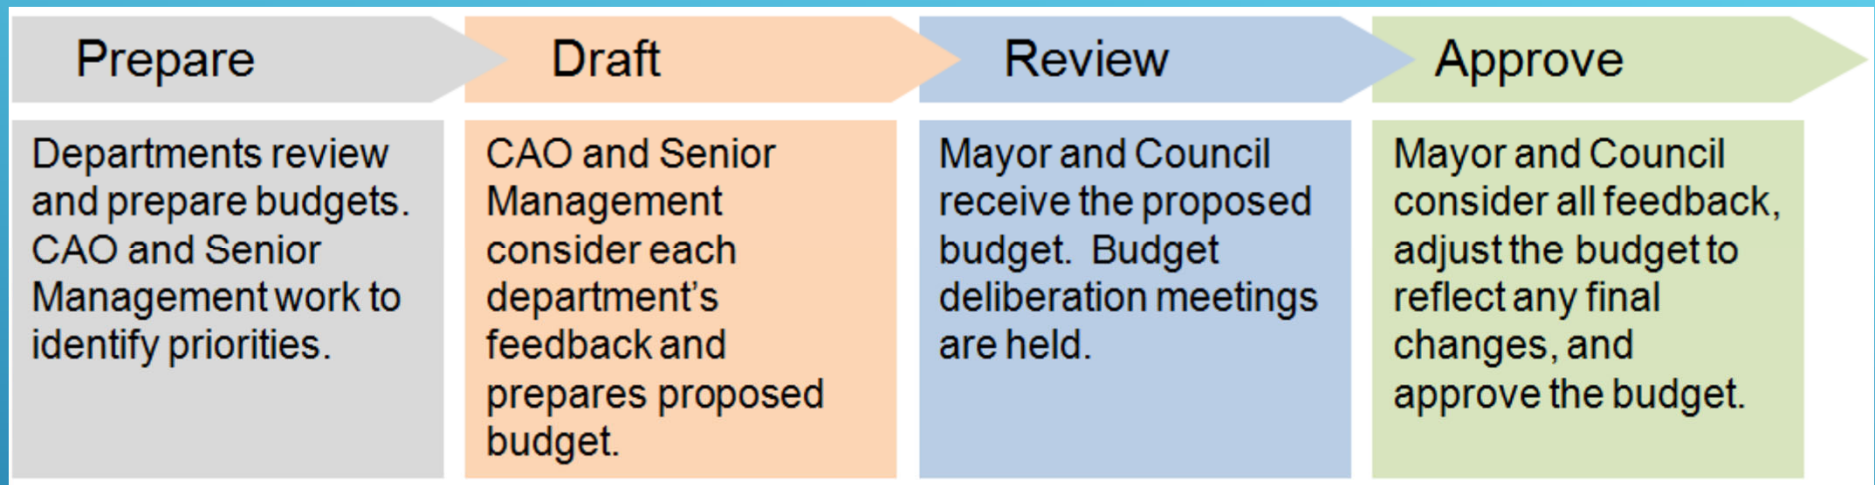 Prepare
Draft
Review
Approve
Departments review
and prepare budgets.
CAO and Senior
Management work to
identify priorities.
CAO and Senior
Management
consider each
department’s
feedback and
prepares proposed
budget.
Mayor and Council
receive the proposed
budget.  Budget
deliberation meetings
are held.
Mayor and Council
consider all feedback,
adjust the budget to
reflect any final
changes, and
approve the budget.